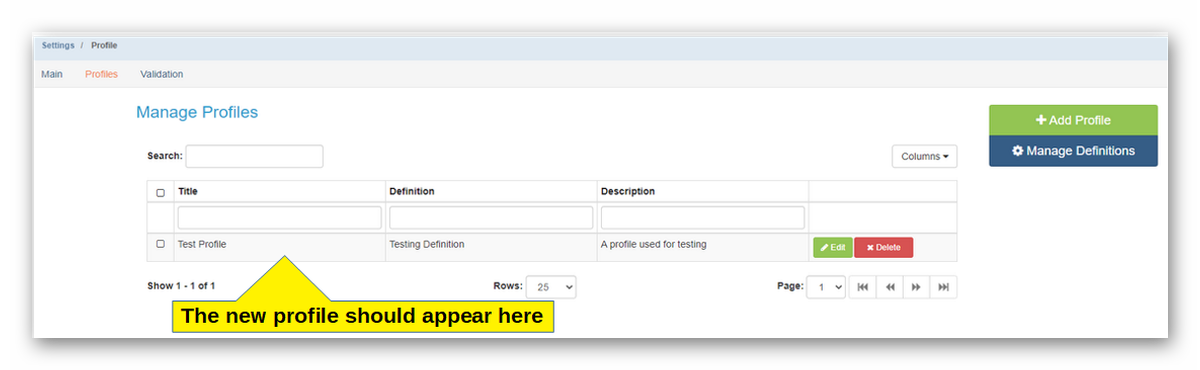 Settings / Profile
Main Profiles Validation
Manage Profiles
Add Profile
Manage Definitions
Search:
Columns
Title Definition Description
Test Profile Testing Definition A profile used for testing Edit Delete
Show 1 - 1 of 1 Rows: 25 Page: 1
The new profile should appear here